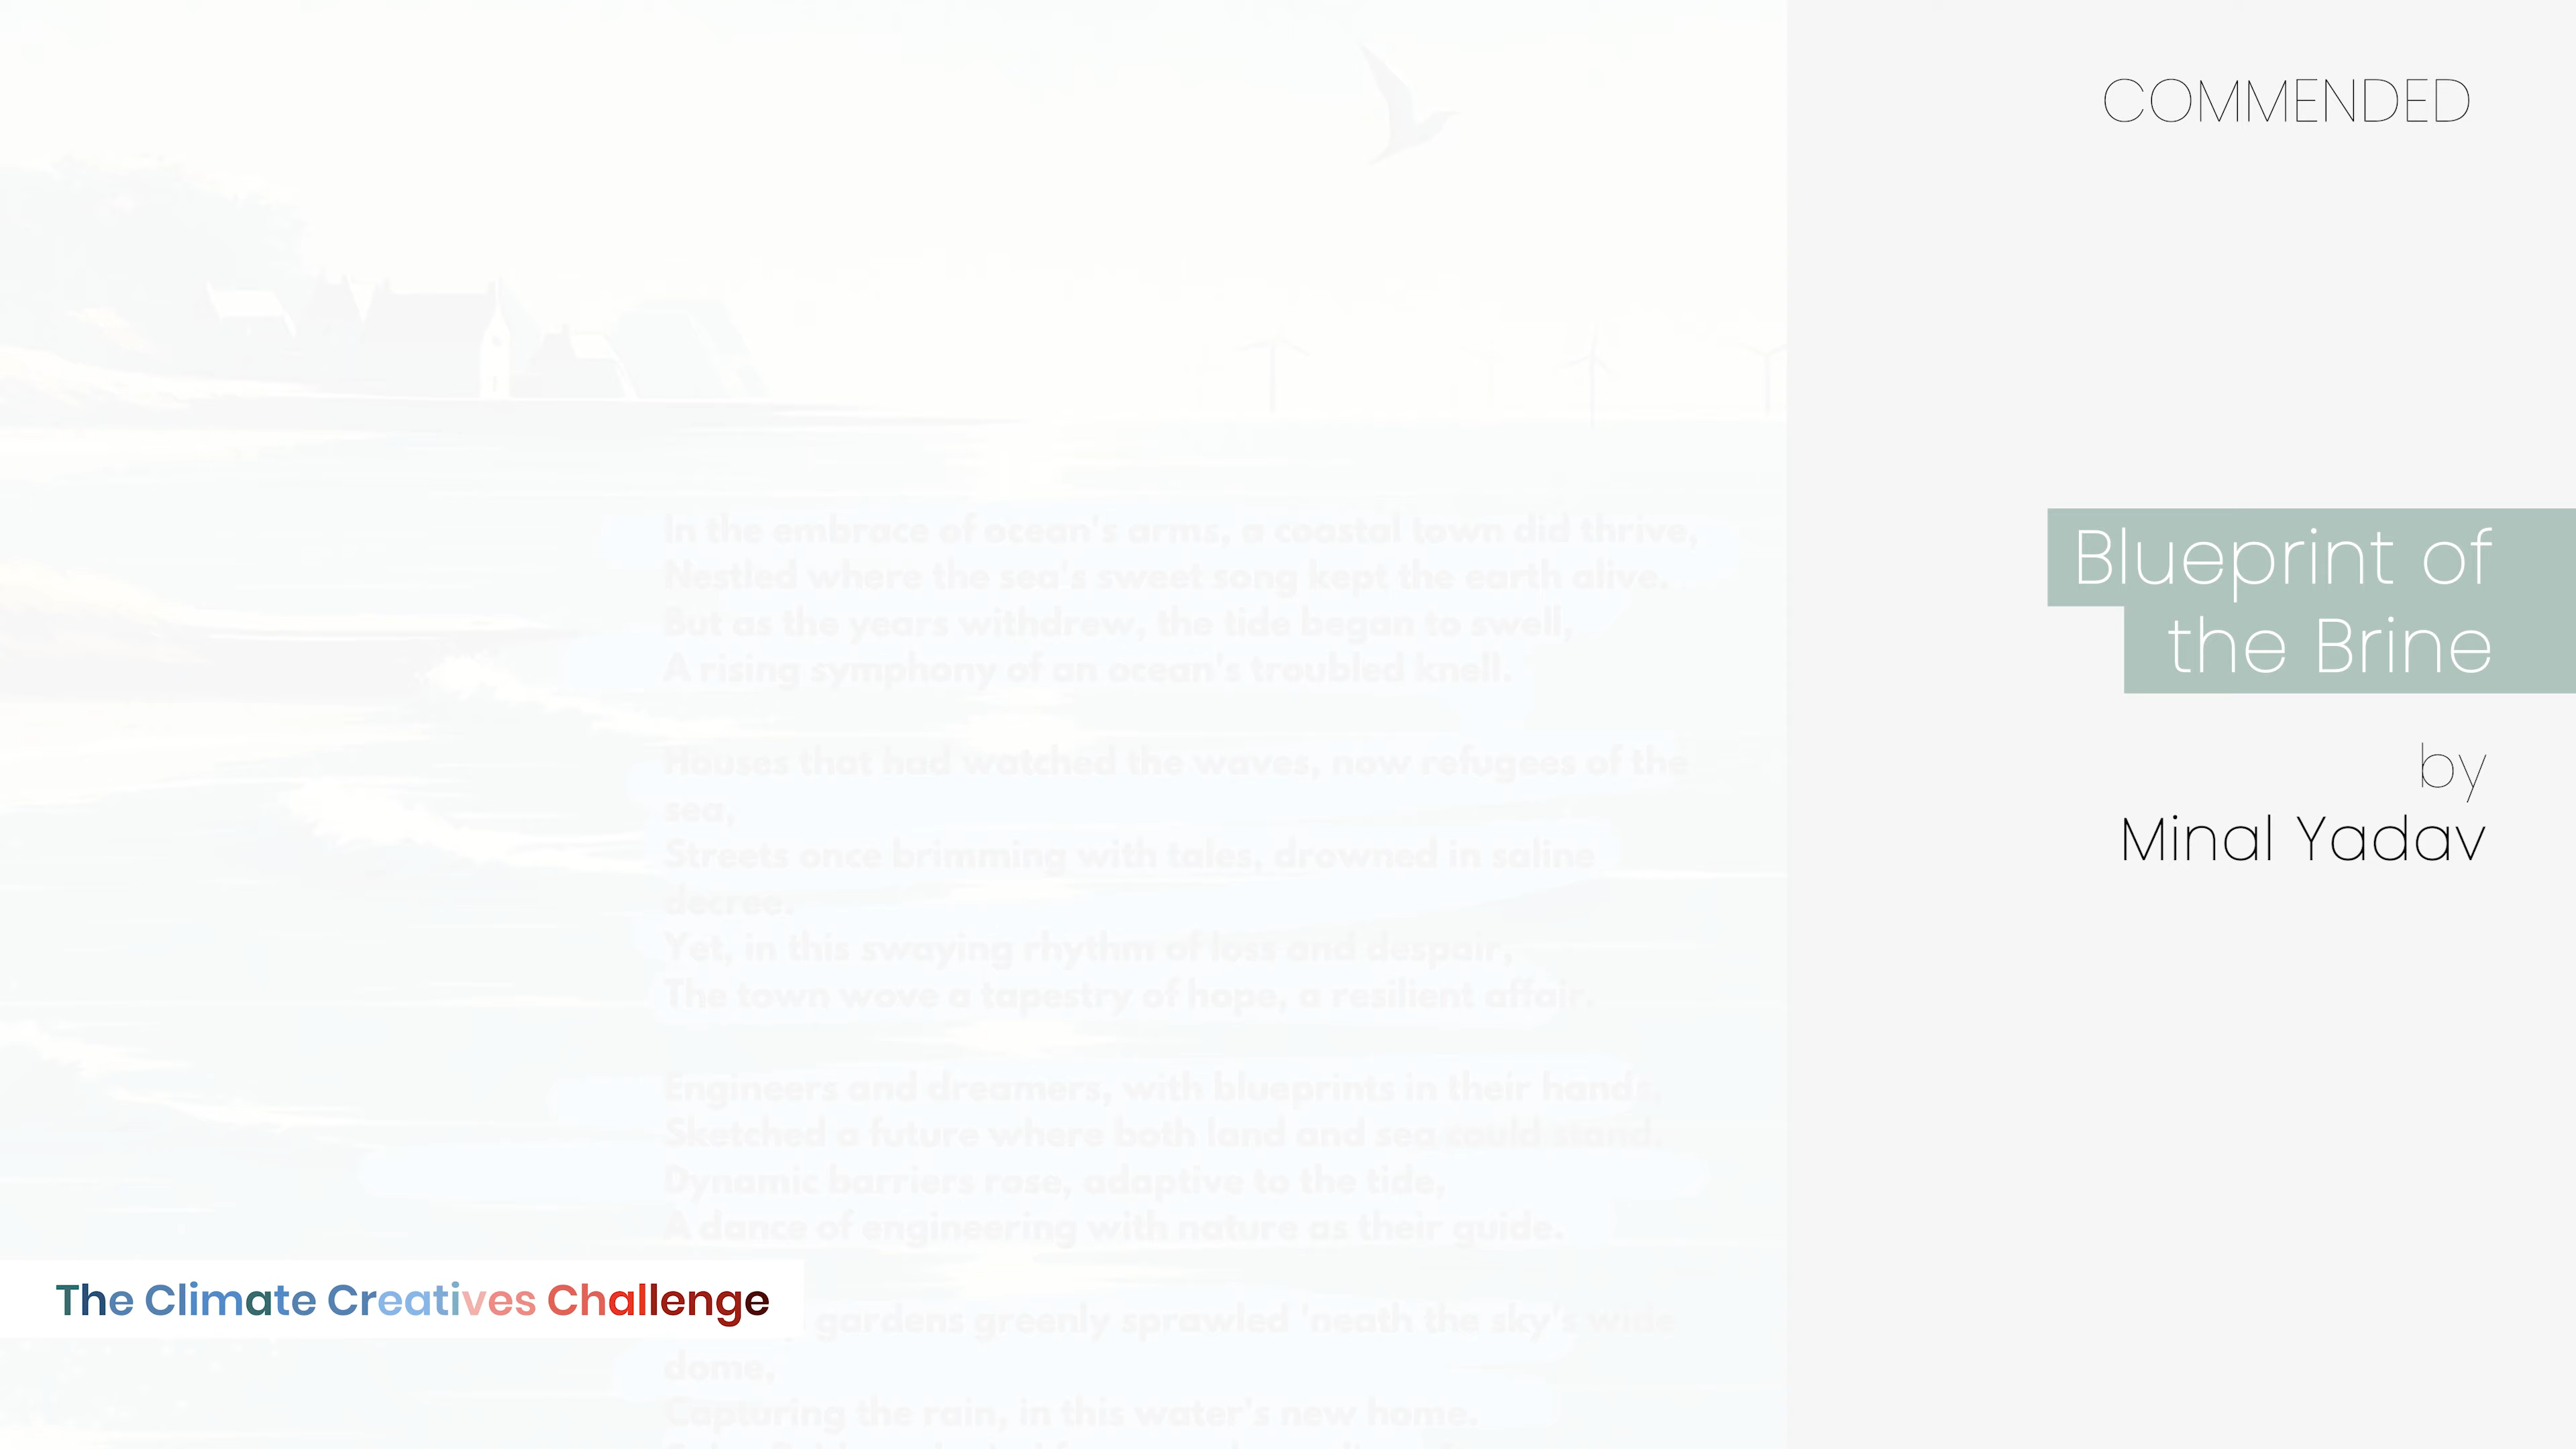 COMMENDED
Blueprint of
the Brine
by
Minal Yadav
In the embrace of ocean's arms, a coastal town did thrive,
Nestled where the sea's sweet song kept the earth alive.
But as the years withdrew, the tide began to swell,
A rising symphony of an ocean's troubled knell.
Houses that had watched the waves, now refugees of the
sea,
Streets once brimming with tales, drowned in saline
decree.
Yet, in this swaying rhythm of loss and despair,
The town wove a tapestry of hope, a resilient affair.
Engineers and dreamers, with blueprints in their hands,
Sketched a future where both land and sea could stand.
Dynamic barriers rose, adaptive to the tide,
A dance of engineering with nature as their guide.
gardens greenly sprawled 'neath the sky's wide
dome,
Capturing the rain, in this water's new home.
The Climate Creatives Challenge